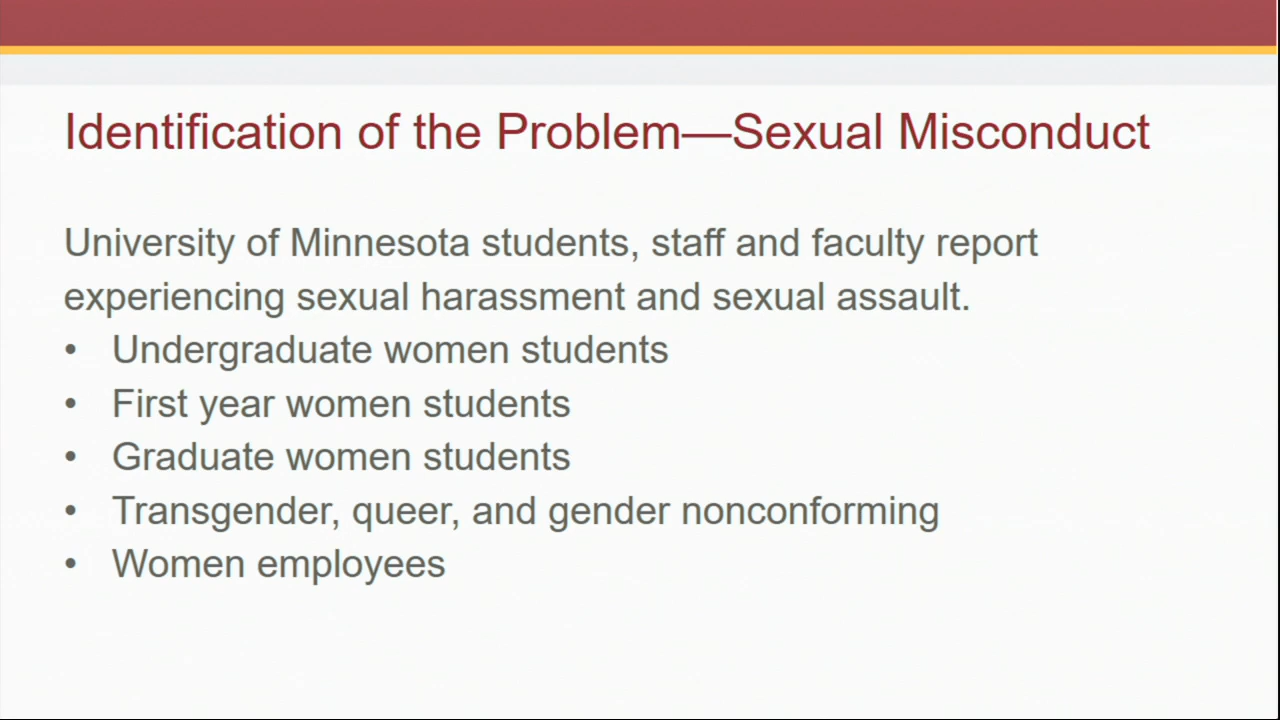 Identification of the Problem—Sexual Misconduct
University of Minnesota students, staff and faculty report
experiencing sexual harassment and sexual assault.
• Undergraduate women students
• First year women students
• Graduate women students
• Transgender, queer, and gender nonconforming
• Women employees